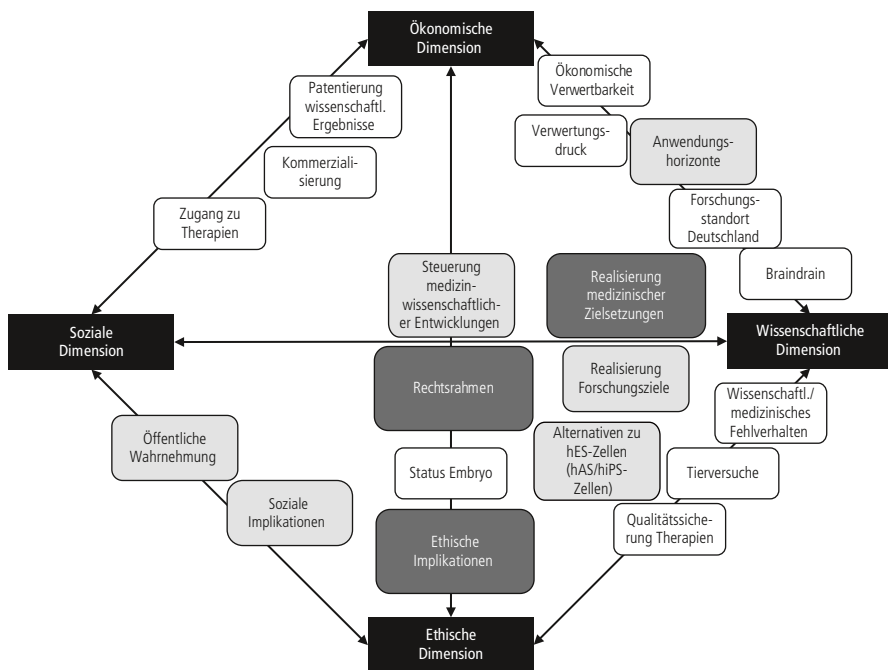 Ökonomische
Dimension
Ökonomische
Verwertbarkeit
Patentierung
wissenschaftl.
Ergebnisse
Verwertungs-
druck
Anwendungs-
horizonte
Kommerziali-
sierung
Zugang zu
Therapien
Forschungs-
standort
Deutschland
Braindrain
Steuerung
medizin-
wissenschaftlich-
er Entwicklungen
Realisierung
medizinischer
Zielsetzungen
Soziale
Dimension
Wissenschaftliche
Dimension
Rechtsrahmen
Realisierung
Forschungsziele
Wissenschaftl./
medizinisches
Fehlverhalten
Öffentliche
Wahrnehmung
Alternativen zu
hES-Zellen
(hAS/hiPS-
Zellen)
Status Embryo
Tierversuche
Soziale
Implikationen
Qualitätssiche-
rung Therapien
Ethische
Implikationen
Ethische
Dimension